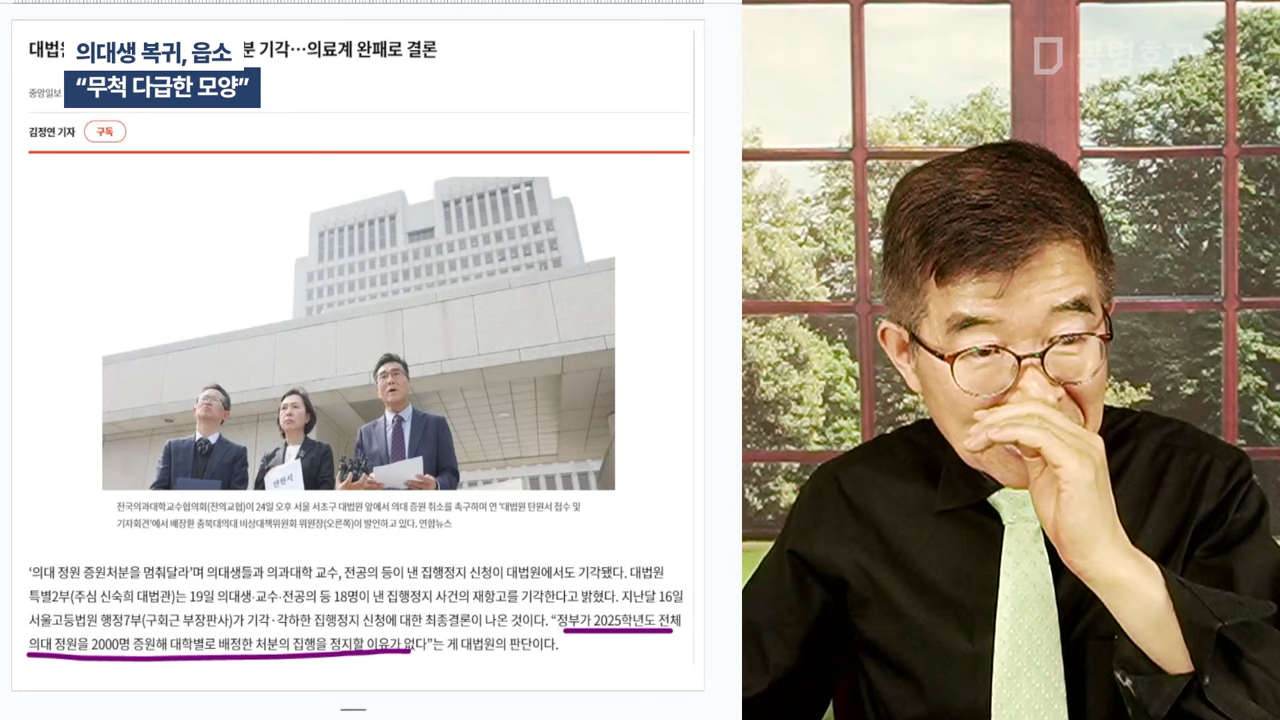 대법
분 기각…의료계 완패로 결론
의대생 복귀, 읍소
“무척 다급한 모양”
중앙일보
김정연 기자 구독
탄원서
전국의과대학교수협의회(전의교협)이 24일 오후 서울 서초구 대법원 앞에서 의대 증원 취소를 촉구하며 연 '대법원 탄원서 접수 및
기자회견'에서 배장환 충북대의대 비상대책위원회 위원장(오른쪽)이 발언하고 있다. 연합뉴스
‘의대 정원 증원처분을 멈춰달라’며 의대생들과 의과대학 교수, 전공의 등이 낸 집행정지 신청이 대법원에서도 기각됐다. 대법원
특별2부(주심 신숙희 대법관)는 19일 의대생·교수·전공의 등 18명이 낸 집행정지 사건의 재항고를 기각한다고 밝혔다. 지난달 16일
서울고등법원 행정7부(구회근 부장판사)가 기각·각하한 집행정지 신청에 대한 최종결론이 나온 것이다. “정부가 2025학년도 전체
의대 정원을 2000명 증원해 대학별로 배정한 처분의 집행을 정지할 이유가 없다”는 게 대법원의 판단이다.